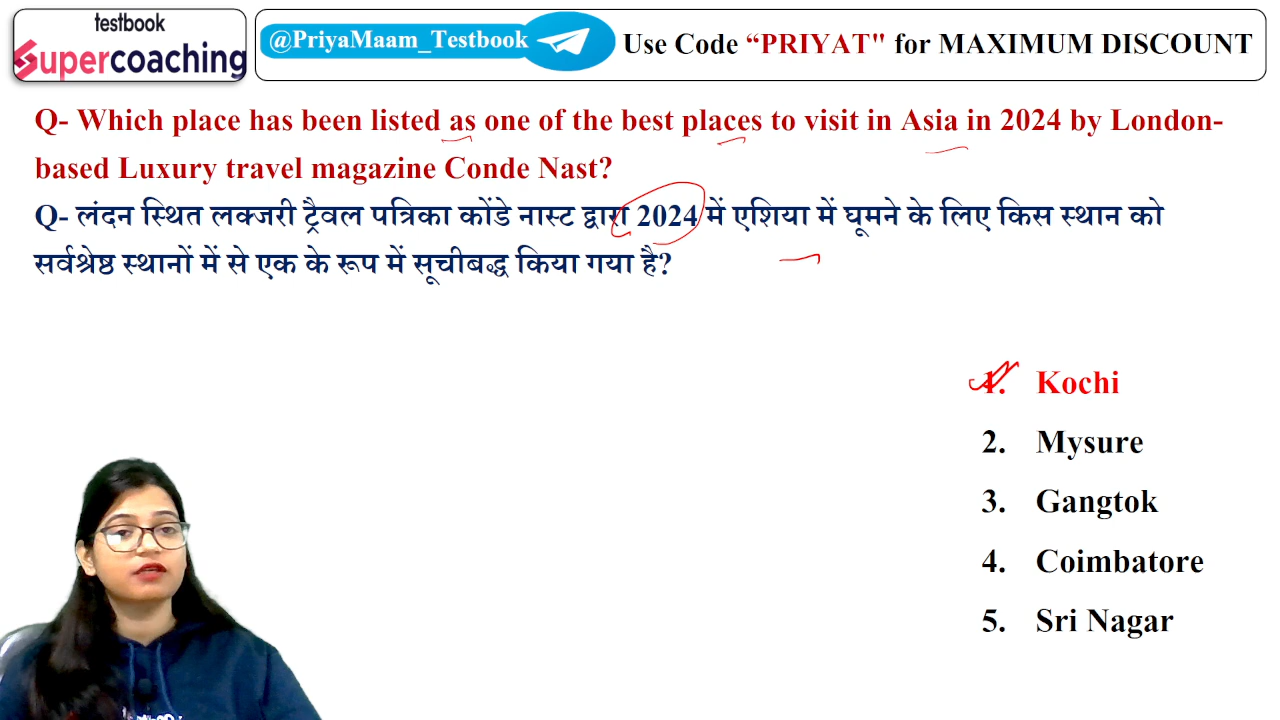 testbook
Supercoaching
@PriyaMaam_Testbook
Use Code “PRIYAT" for MAXIMUM DISCOUNT
Q- Which place has been listed as one of the best places to visit in Asia in 2024 by London-
based Luxury travel magazine Conde Nast?
Q- लंदन स्थित लक्जरी ट्रैवल पत्रिका कोंडे नास्ट द्वारा 2024 में एशिया में घूमने के लिए किस स्थान को
सर्वश्रेष्ठ स्थानों में से एक के रूप में सूचीबद्ध किया गया है?
1. Kochi
2. Mysure
3. Gangtok
4. Coimbatore
5. Sri Nagar